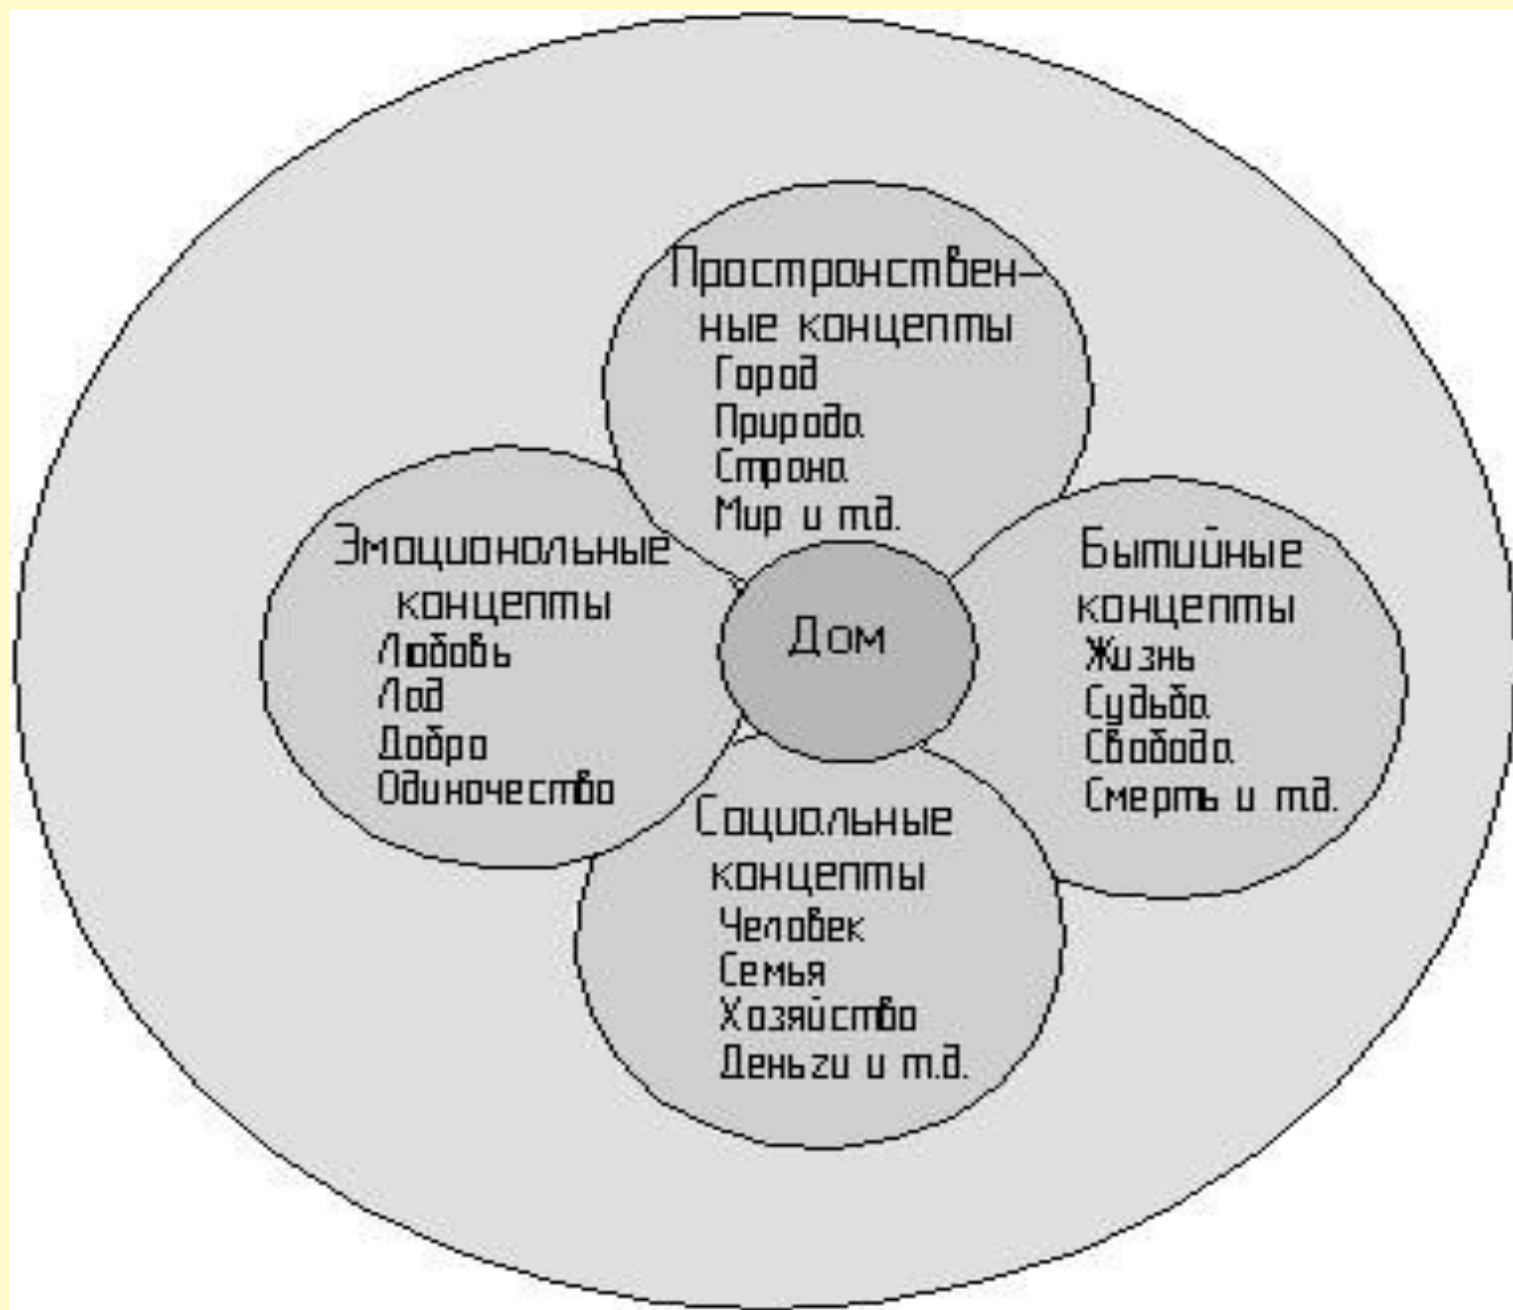 Пространствен-
ные концепты
Город
Природа
Страна
Мир и т.д.
Эмоциональные
концепты
Любовь
Лад
Добро
Одиночество
Дом
Бытийные
концепты
Жизнь
Судьба
Свобода
Смерть и т.д.
Социальные
концепты
Человек
Семья
Хозяйство
Деньги и т.д.